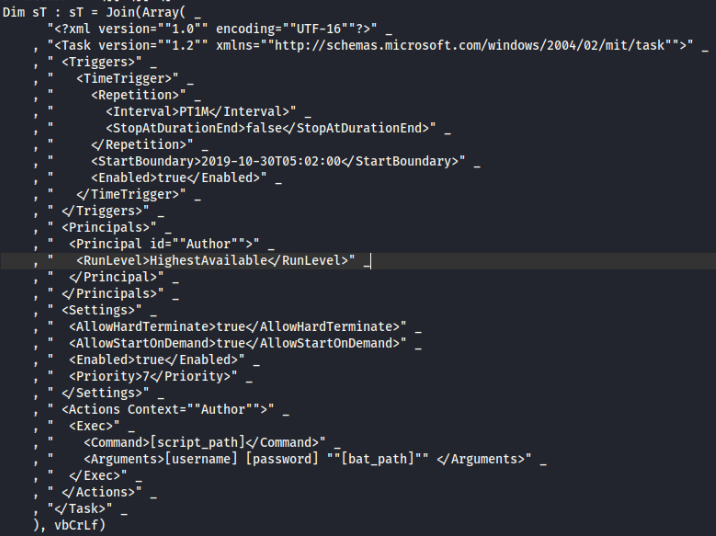 Dim sT : sT = Join(Array( _
      "<?xml version=""1.0"" encoding=""UTF-16""?>" _
    , "<Task version=""1.2"" xmlns=""http://schemas.microsoft.com/windows/2004/02/mit/task"">" _
    , " <Triggers>" _
    , "   <TimeTrigger>" _
    , "     <Repetition>" _
    , "       <Interval>PT1M</Interval>" _
    , "       <StopAtDurationEnd>false</StopAtDurationEnd>" _
    , "     </Repetition>" _
    , "     <StartBoundary>2019-10-30T05:02:00</StartBoundary>" _
    , "     <Enabled>true</Enabled>" _
    , "   </TimeTrigger>" _
    , " </Triggers>" _
    , " <Principals>" _
    , "  <Principal id=""Author"">" _
    , "   <RunLevel>HighestAvailable</RunLevel>" _
    , "  </Principal>" _
    , " </Principals>" _
    , " <Settings>" _
    , "  <AllowHardTerminate>true</AllowHardTerminate>" _
    , "  <AllowStartOnDemand>true</AllowStartOnDemand>" _
    , "  <Enabled>true</Enabled>" _
    , "  <Priority>7</Priority>" _
    , " </Settings>" _
    , " <Actions Context=""Author"">" _
    , "  <Exec>" _
    , "    <Command>[script_path]</Command>" _
    , "    <Arguments>[username] [password] ""[bat_path]"" </Arguments>" _
    , "  </Exec>" _
    , " </Actions>" _
    , "</Task>" _
    ), vbCrLf)